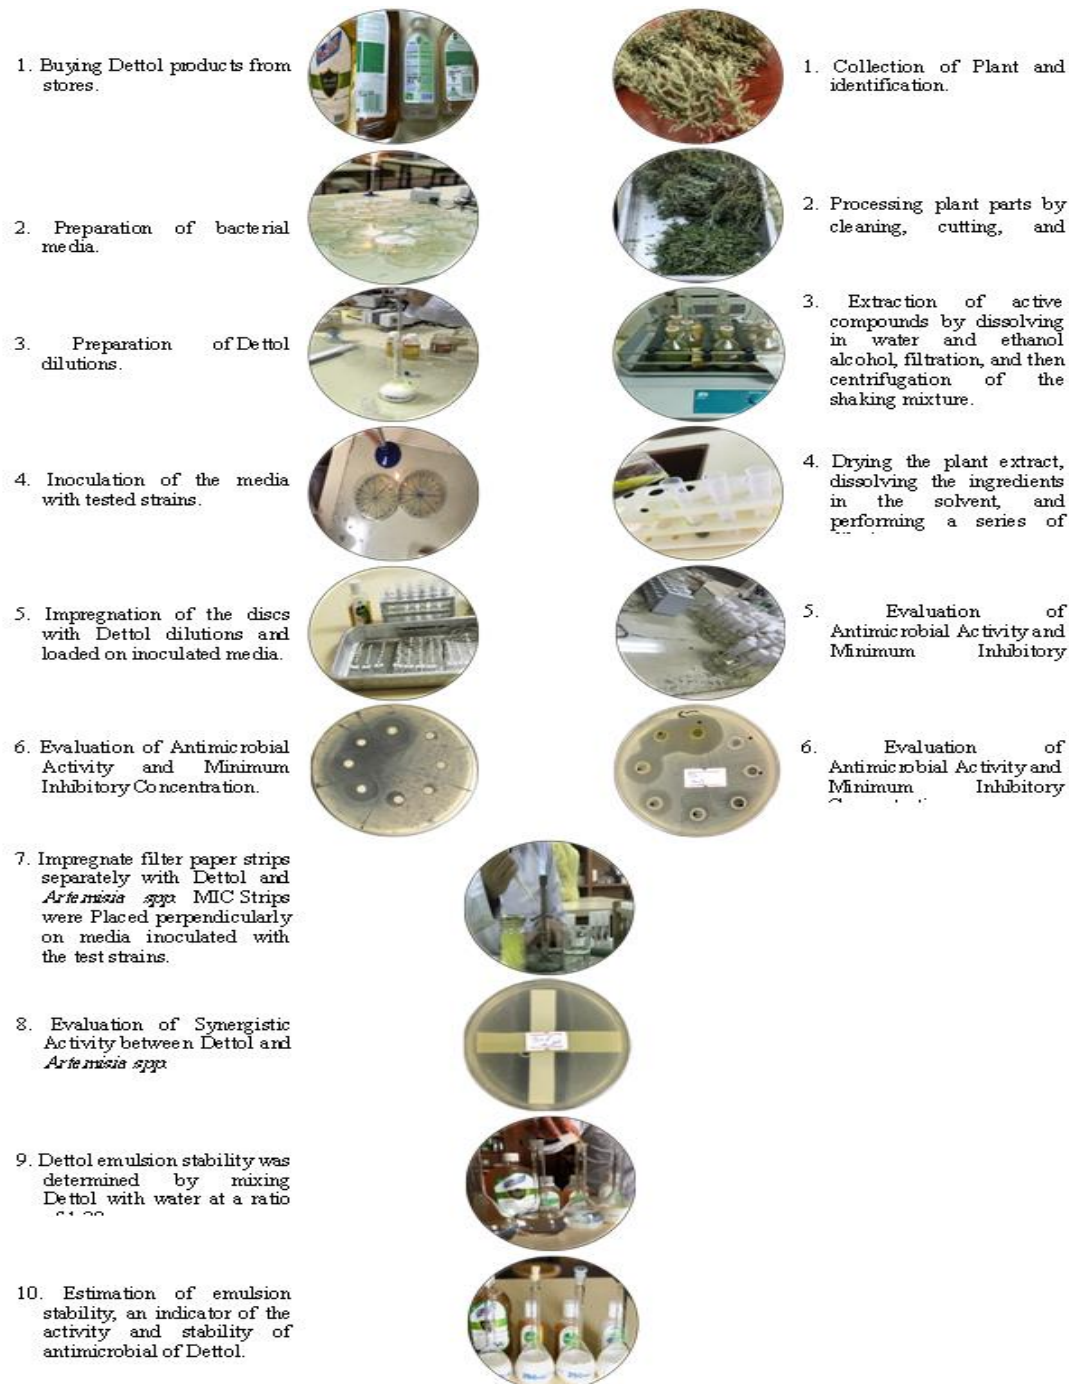 1. Buying Dettol products from
stores.
1. Collection of Plant and
identification.
2. Preparation of bacterial
media.
2. Processing plant parts by
cleaning, cutting, and
3. Preparation of Dettol
dilutions.
3. Extraction of active
compounds by dissolving
in water and ethanol
alcohol, filtration, and then
centrifugation of the
shaking mixture.
4. Inoculation of the media
with tested strains.
4. Drying the plant extract,
dissolving the ingredients
in the solvent, and
performing a series of
5. Impregnation of the discs
with Dettol dilutions and
loaded on inoculated media.
5. Evaluation of
Antimicrobial Activity and
Minimum Inhibitory
6. Evaluation of Antimicrobial
Activity and Minimum
Inhibitory Concentration.
6. Evaluation of
Antimicrobial Activity and
Minimum Inhibitory
7. Impregnate filter paper strips
separately with Dettol and
Artemisia spp. MIC Strips
were Placed perpendicularly
on media inoculated with
the test strains.
8. Evaluation of Synergistic
Activity between Dettol and
Artemisia spp.
9. Dettol emulsion stability was
determined by mixing
Dettol with water at a ratio
10. Estimation of emulsion
stability, an indicator of the
activity and stability of
antimicrobial of Dettol.